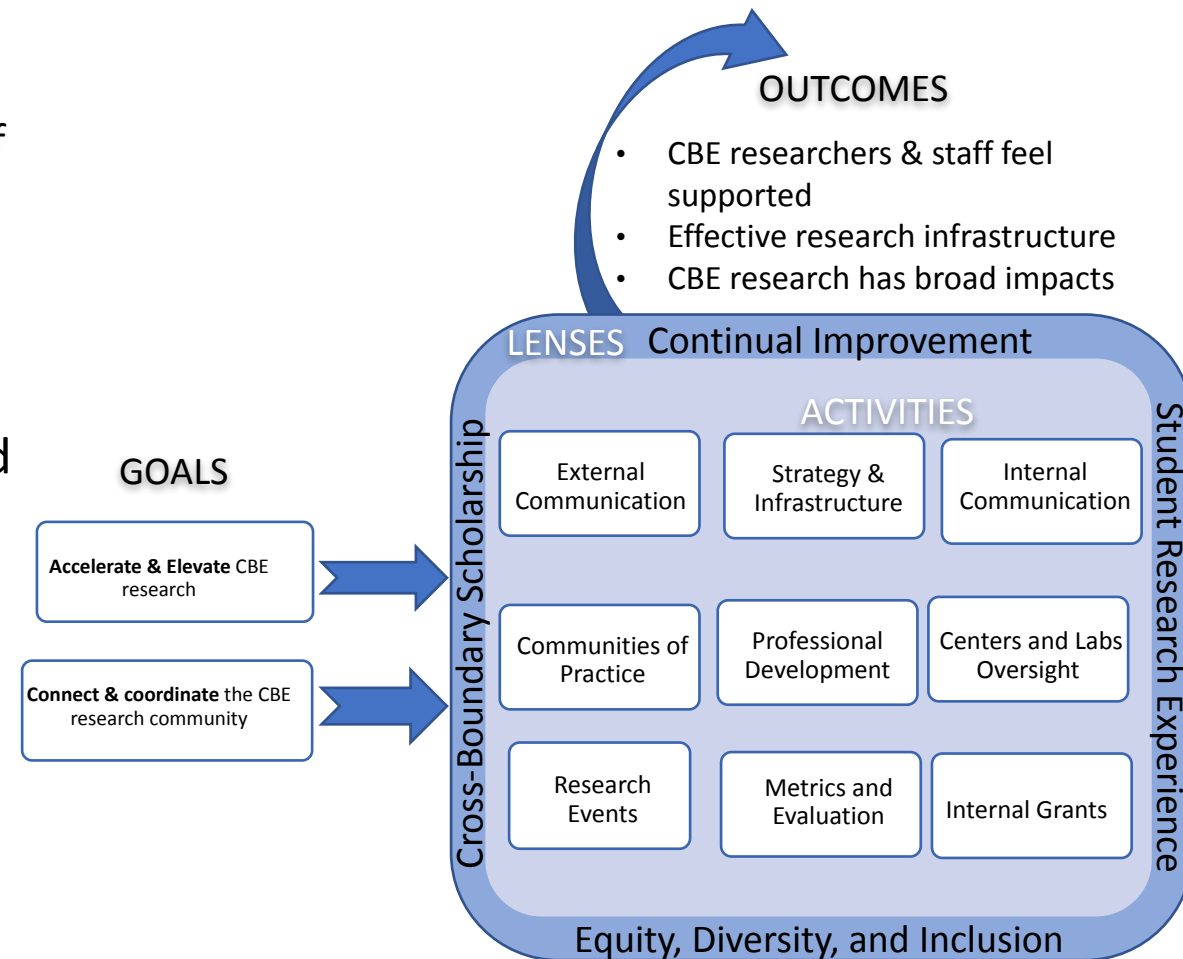 OUTCOMES
• CBE researchers & staff feel
supported
• Effective research infrastructure
• CBE research has broad impacts
LENSES Continual Improvement
ACTIVITIES
GOALS
Accelerate & Elevate CBE
research
Connect & coordinate the CBE
research community
Cross-Boundary Scholarship
External
Communication
Strategy &
Infrastructure
Internal
Communication
Communities of
Practice
Professional
Development
Centers and Labs
Oversight
Research
Events
Metrics and
Evaluation
Internal Grants
Student Research Experience
Equity, Diversity, and Inclusion